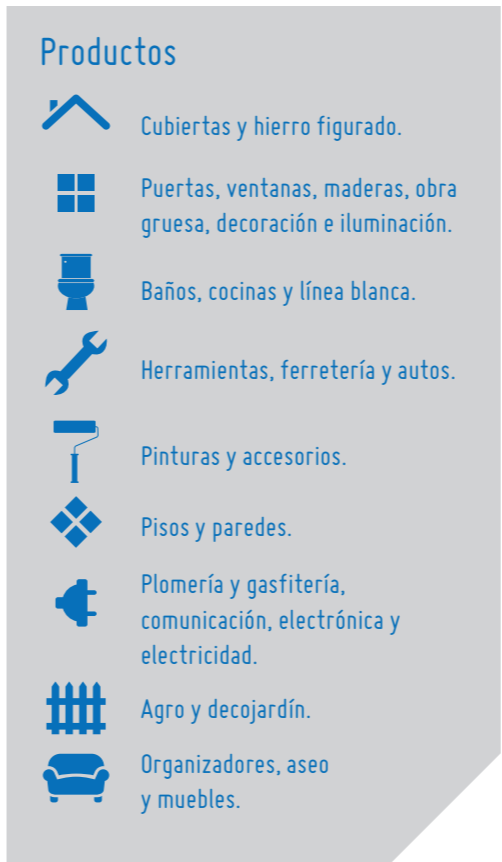 Productos
Cubiertas y hierro figurado.
Puertas, ventanas, maderas, obra
gruesa, decoración e iluminación.
Baños, cocinas y línea blanca.
Herramientas, ferretería y autos.
Pinturas y accesorios.
Pisos y paredes.
Plomería y gasfitería,
comunicación, electrónica y
electricidad.
Agro y decojardín.
Organizadores, aseo
y muebles.